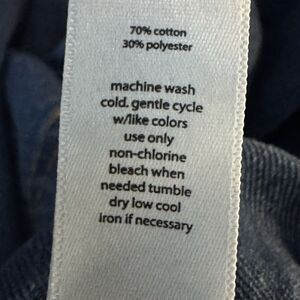 70% cotton
30% polyester
machine wash
cold. gentle cycle
w/like colors
use only
non-chlorine
bleach when
needed tumble
dry low cool
iron if necessary